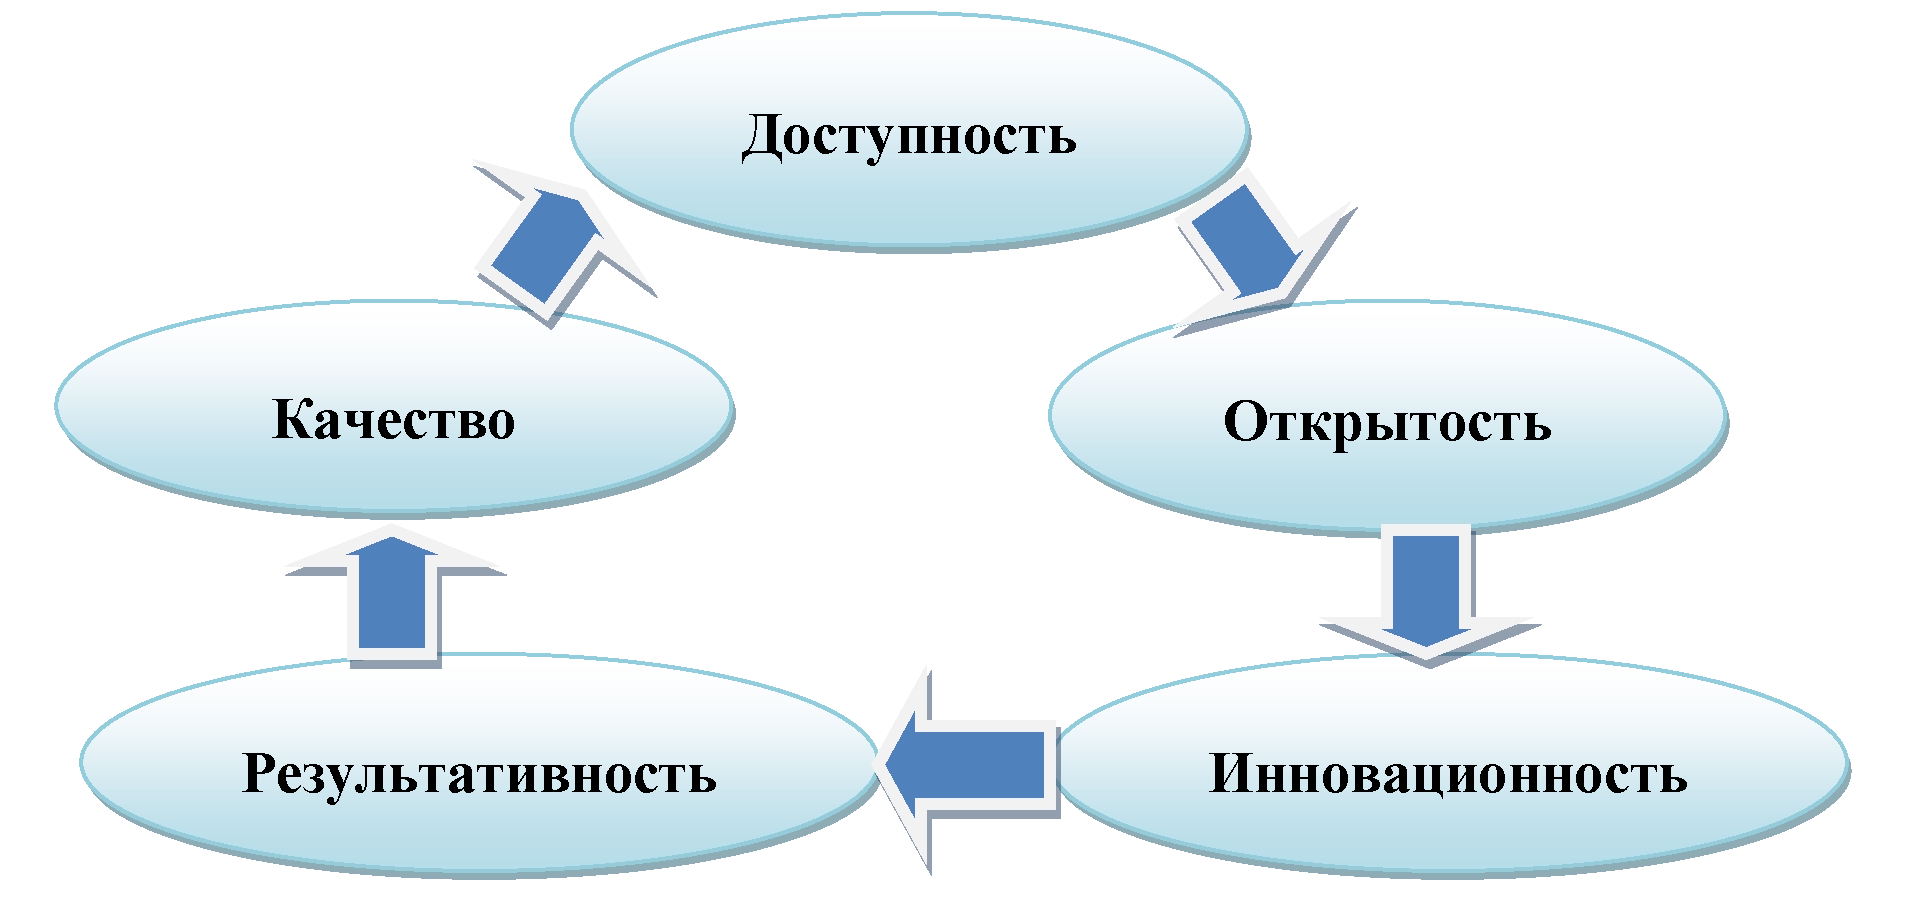 Доступность
Качество
Открытость
Результативность
Инновационность